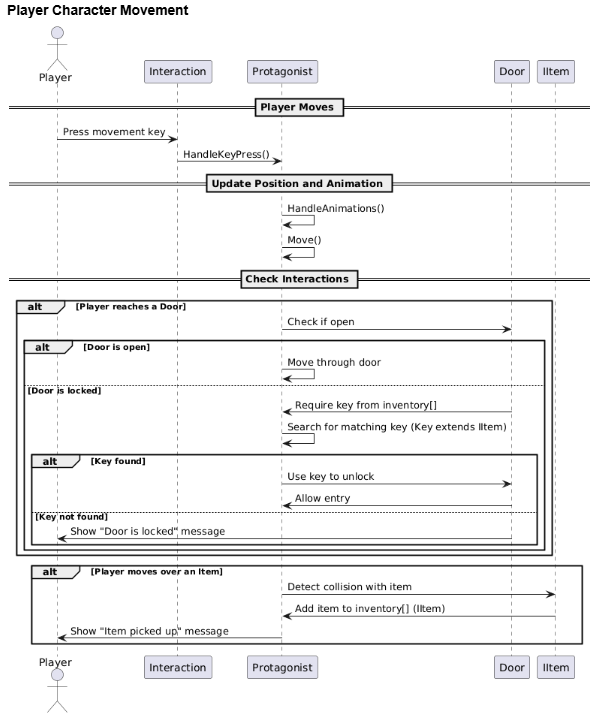 Player Character Movement
Player
Interaction
Protagonist
Door
IItem
Player Moves
Press movement key
HandleKeyPress()
Update Position and Animation
HandleAnimations()
Move()
Check Interactions
alt [Player reaches a Door]
Check if open
alt [Door is open]
Move through door
[Door is locked]
Require key from inventory[]
Search for matching key (Key extends IItem)
alt [Key found]
Use key to unlock
Allow entry
[Key not found]
Show "Door is locked" message
alt [Player moves over an Item]
Detect collision with item
Add item to inventory[] (IItem)
Show "Item picked up" message
Player
Interaction
Protagonist
Door
IItem